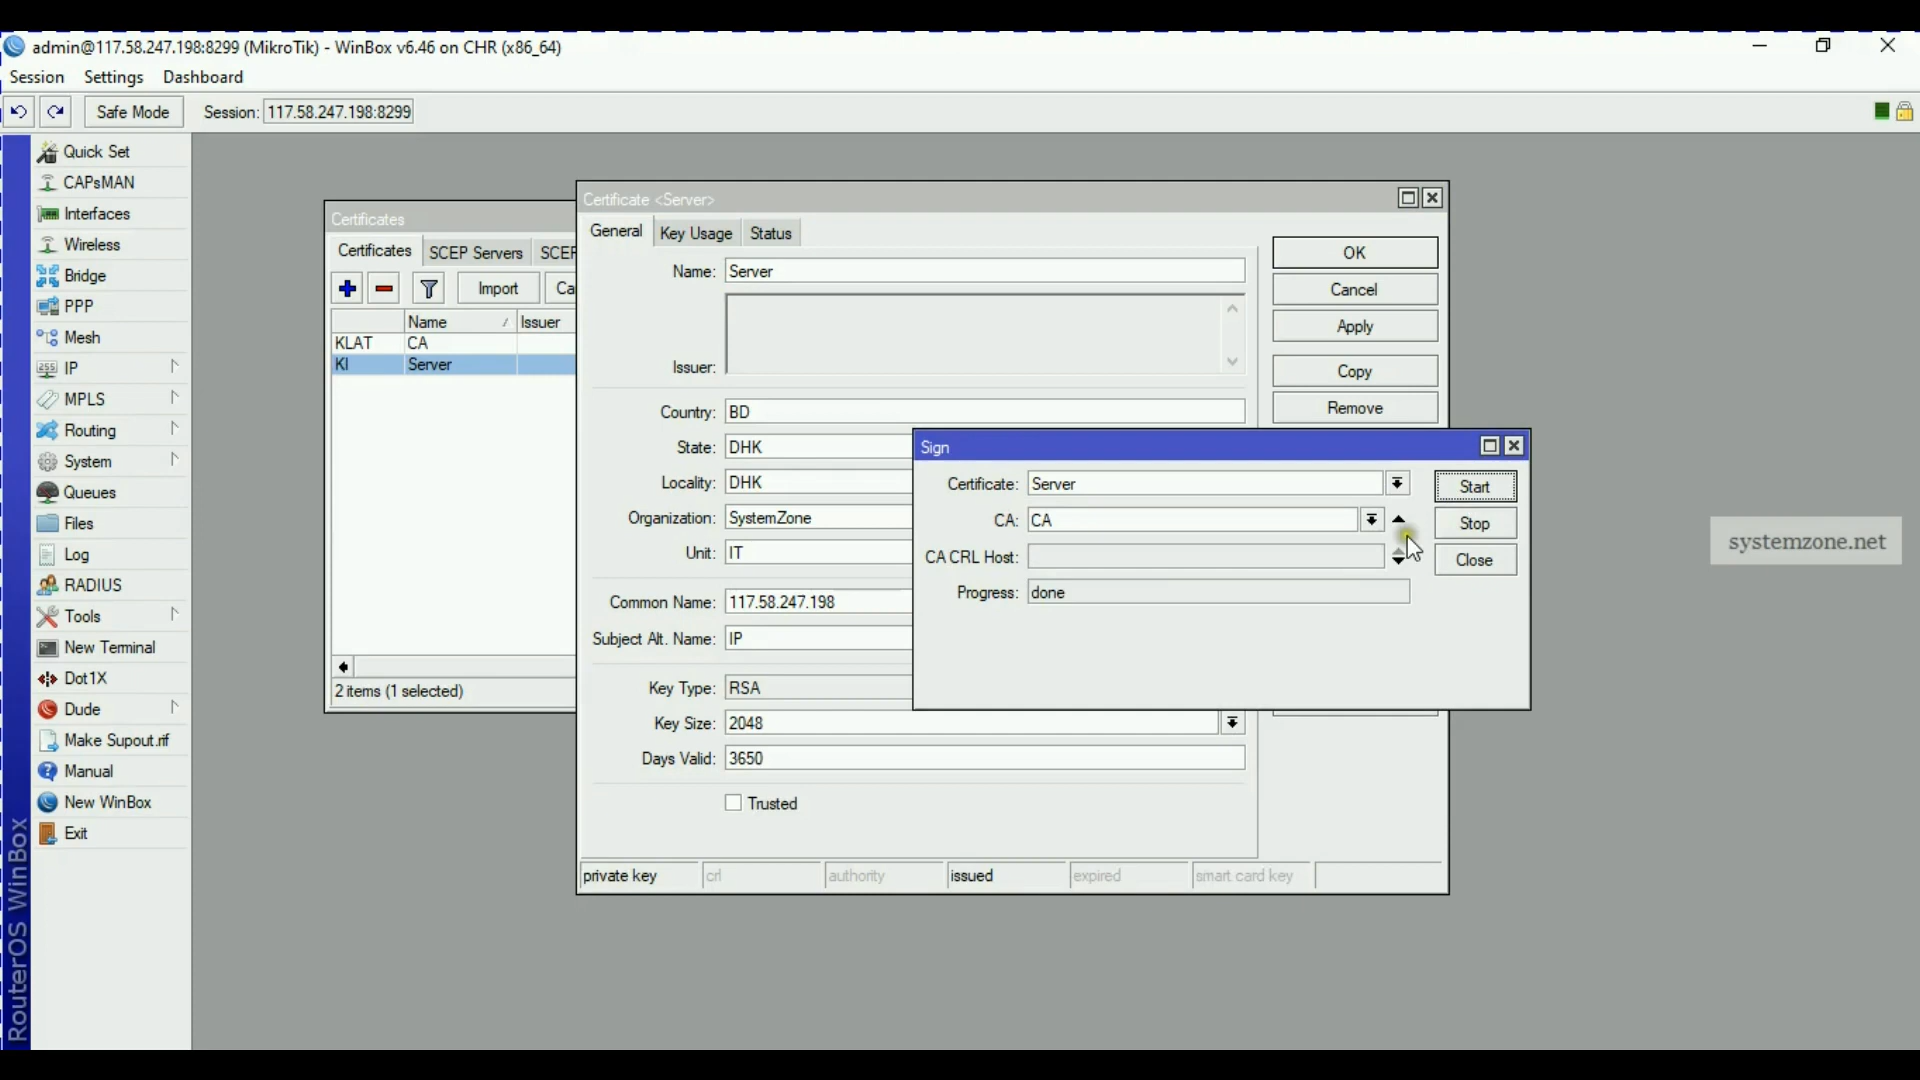 admin@117.58.247.198:8299 (MikroTik) - WinBox v6.46 on CHR (x86_64)
Session Settings Dashboard
Safe Mode Session: 117.58.247.198:8299
Quick Set
CAPsMAN
Interfaces
Wireless
Bridge
PPP
Mesh
IP
MPLS
Routing
System
Queues
Files
Log
RADIUS
Tools
New Terminal
Dot1X
Dude
Make Supout.rif
Manual
New WinBox
Exit
RouterOS WinBox
Certificates
Certificates SCEP Servers SCEP
Import Ca
Name Issuer
KLAT CA
KI Server
2 items (1 selected)
Certificate <Server>
General Key Usage Status
Name: Server
Issuer:
Country: BD
State: DHK
Locality: DHK
Organization: SystemZone
Unit: IT
Common Name: 117.58.247.198
Subject Alt. Name: IP
Key Type: RSA
Key Size: 2048
Days Valid: 3650
Trusted
private key crl authority issued expired smart card key
OK
Cancel
Apply
Copy
Remove
Sign
Certificate: Server
CA: CA
CA CRL Host:
Progress: done
Start
Stop
Close
systemzone.net